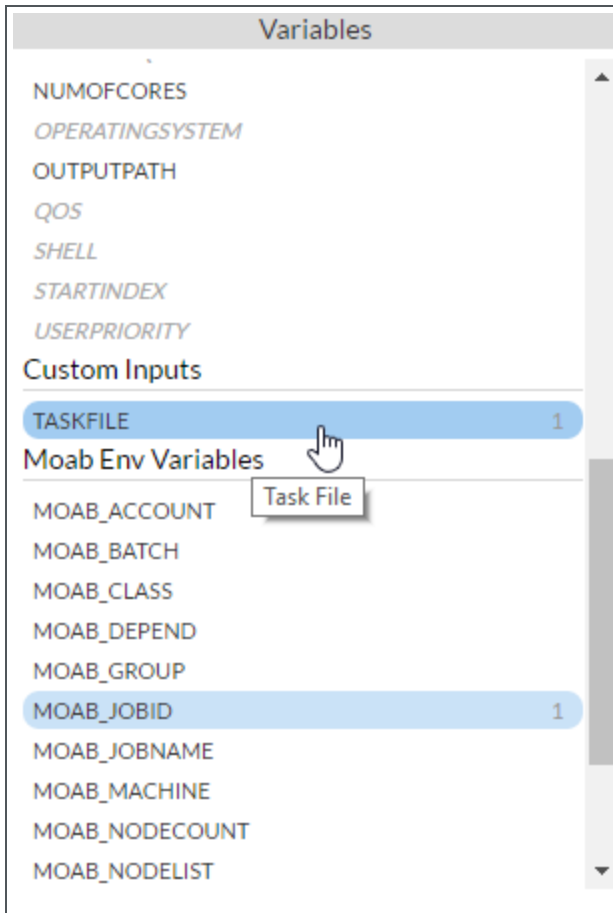 Variables
NUMOFCORES
OPERATINGSYSTEM
OUTPUTPATH
QOS
SHELL
STARTINDEX
USERPRIORITY
Custom Inputs
TASKFILE 1
Moab Env Variables
Task File
MOAB_ACCOUNT
MOAB_BATCH
MOAB_CLASS
MOAB_DEPEND
MOAB_GROUP
MOAB_JOBID 1
MOAB_JOBNAME
MOAB_MACHINE
MOAB_NODECOUNT
MOAB_NODELIST